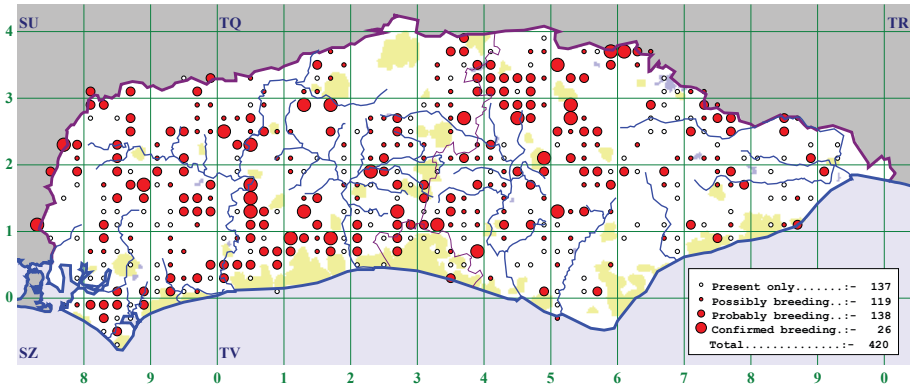 SU TQ TR
4
3
2
1
0
Present only.......:- 137
Possibly breeding..:- 119
Probably breeding..:- 138
Confirmed breeding.:- 26
Total..............:- 420
SZ TV
8 9 0 1 2 3 4 5 6 7 8 9 0